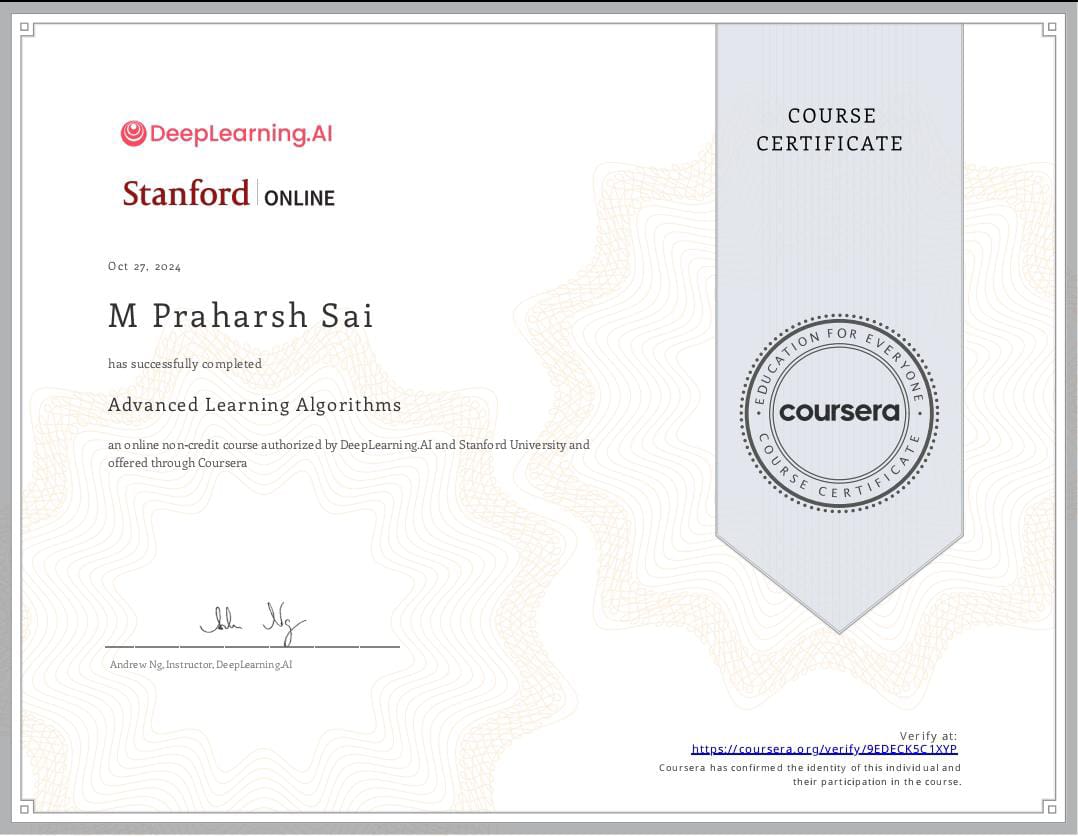 DeepLearning.AI
Stanford ONLINE
COURSE
CERTIFICATE
Oct 27, 2024
M Praharsh Sai
has successfully completed
Advanced Learning Algorithms
an online non-credit course authorized by DeepLearning.AI and Stanford University and
offered through Coursera
EDUCATION FOR EVERYONE
coursera
COURSE CERTIFICATE
Andrew Ng, Instructor, DeepLearning.AI
Verify at:
https://coursera.org/verify/9EDECK5C1XYP
Coursera has confirmed the identity of this individual and
their participation in the course.